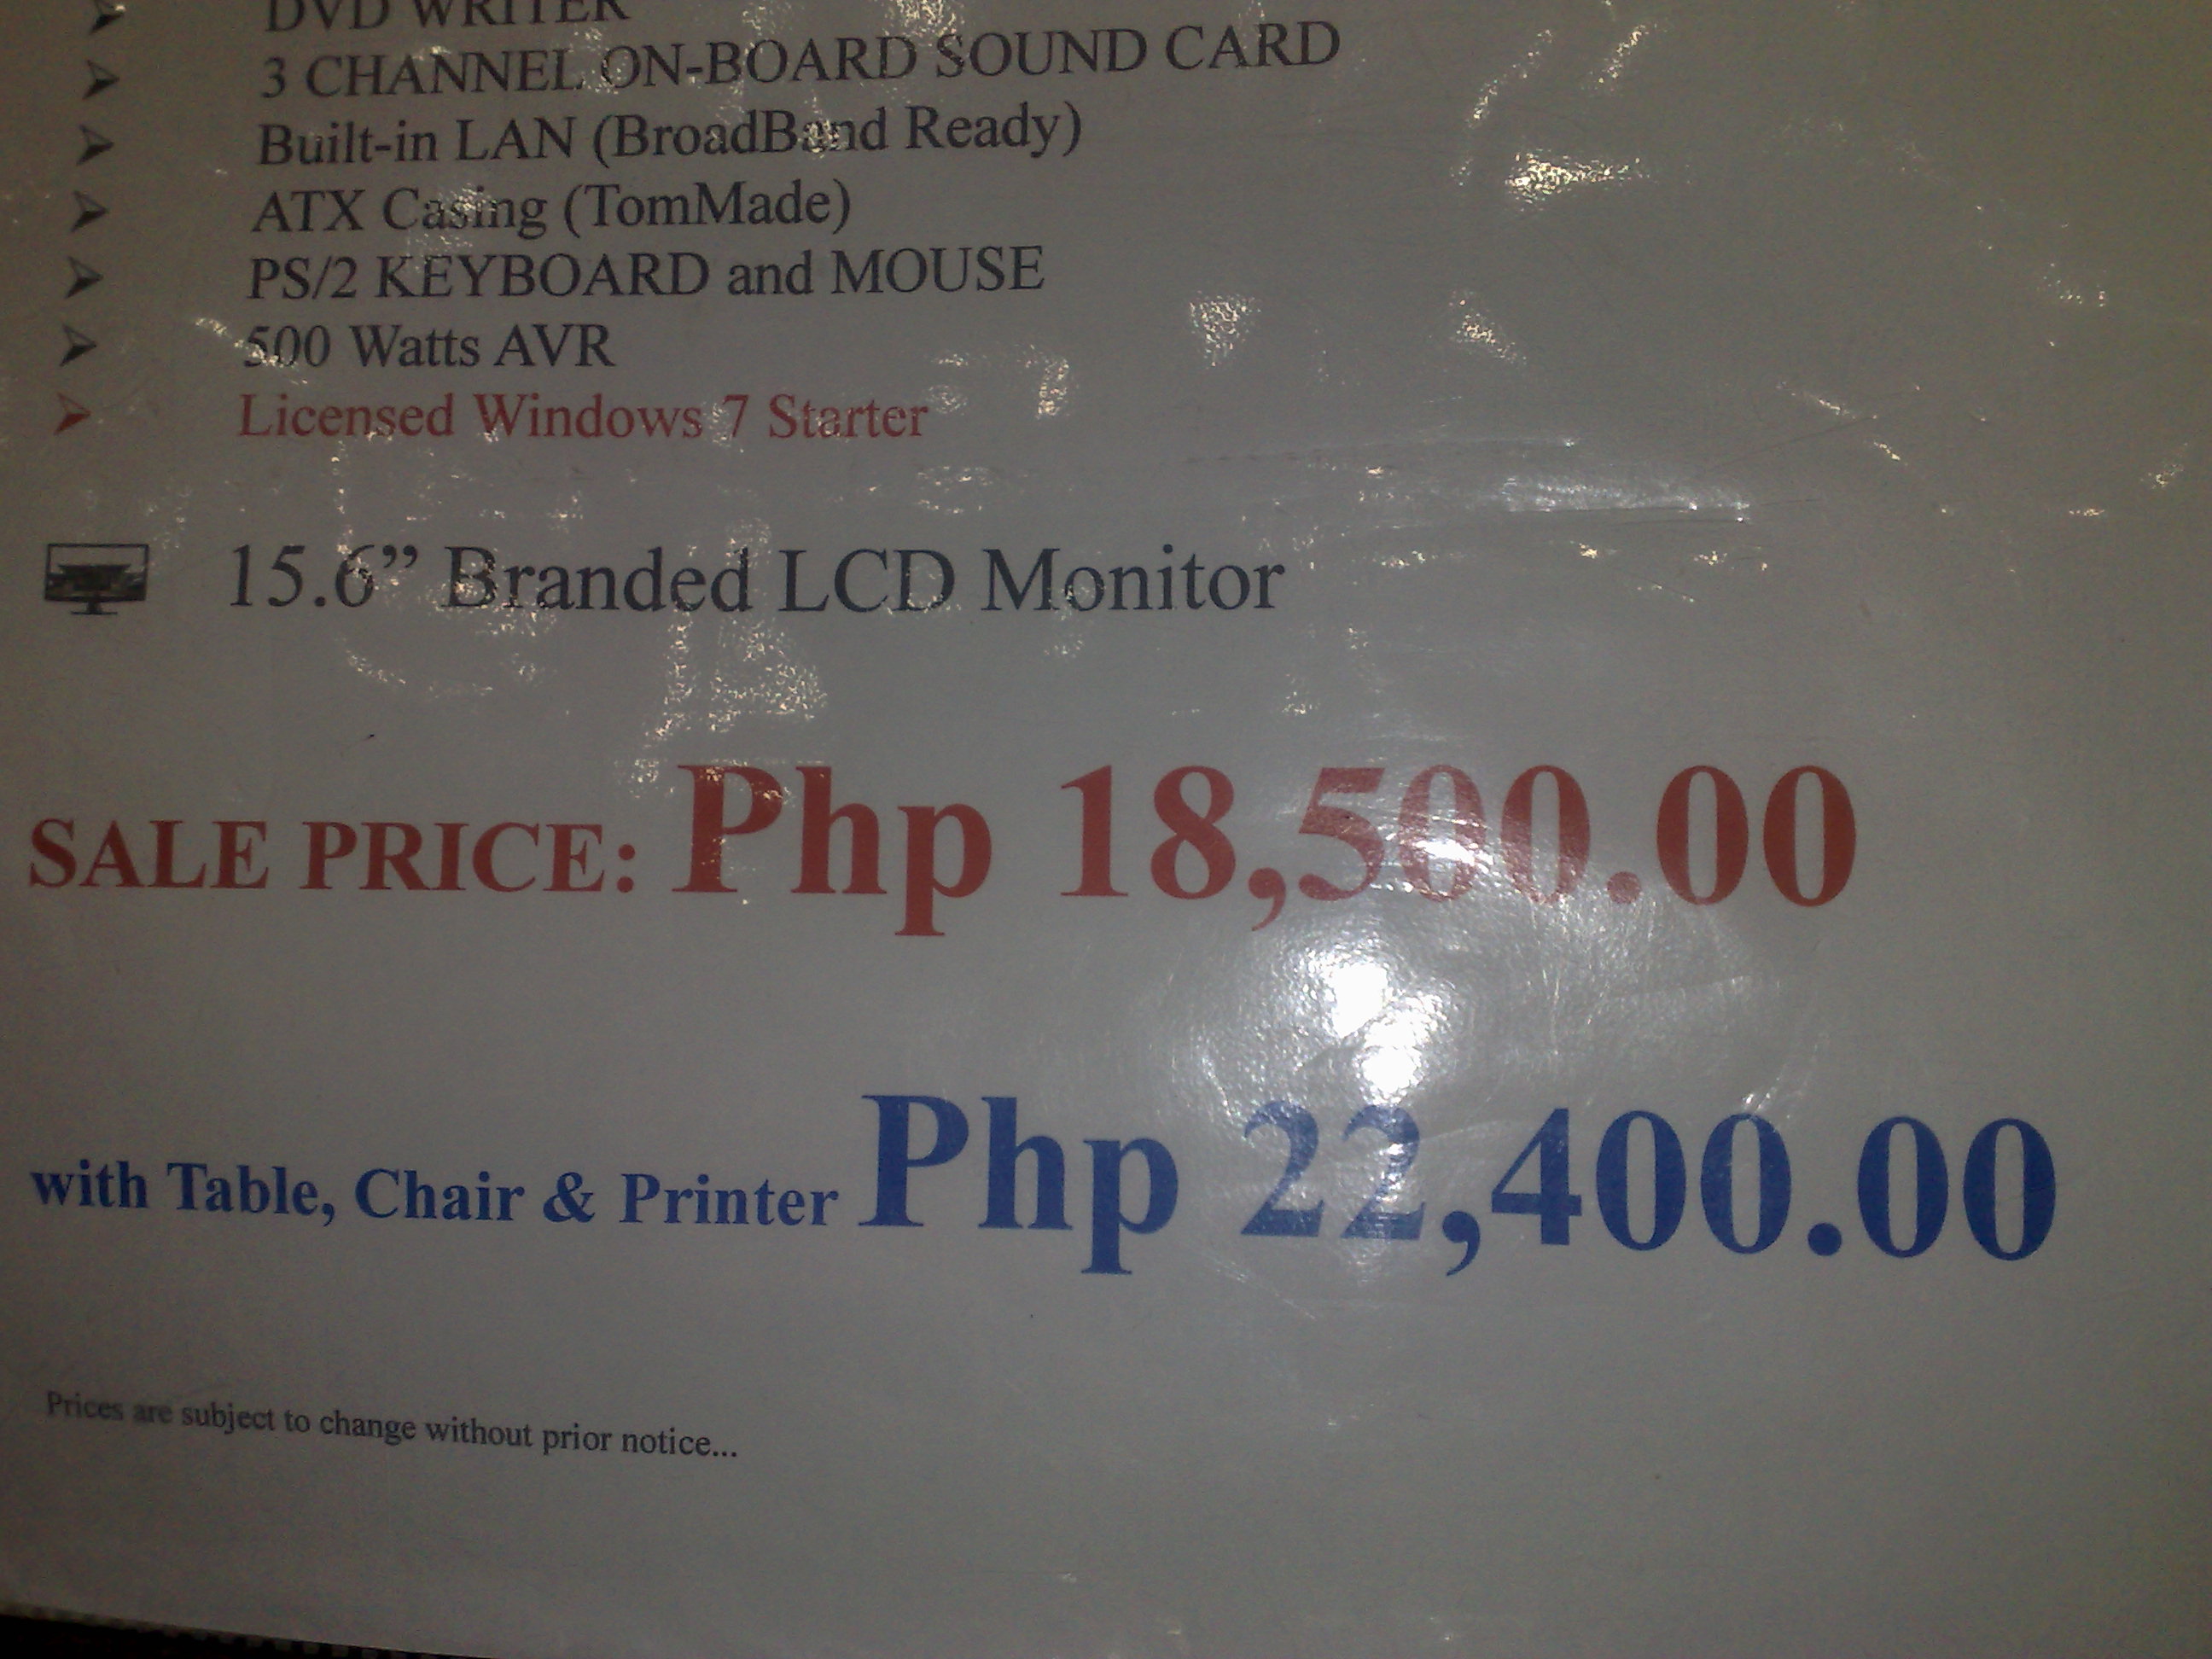 DVD WRITER
3 CHANNEL ON-BOARD SOUND CARD
Built-in LAN (BroadBand Ready)
ATX Casing (TomMade)
PS/2 KEYBOARD and MOUSE
500 Watts AVR
Licensed Windows 7 Starter
15.6” Branded LCD Monitor
SALE PRICE: Php 18,500.00
with Table, Chair & Printer Php 22,400.00
Prices are subject to change without prior notice...